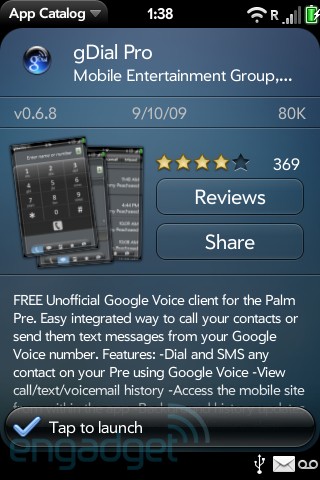 App Catalog
1:38
R
gDial Pro
Mobile Entertainment Group,...
v0.6.8
9/10/09
80K
369
Reviews
Share
FREE Unofficial Google Voice client for the Palm
Pre. Easy integrated way to call your contacts or
send them text messages from your Google
Voice number. Features: -Dial and SMS any
contact on your Pre using Google Voice -View
call/text/voicemail history -Access the mobile site
Tap to launch
engadget